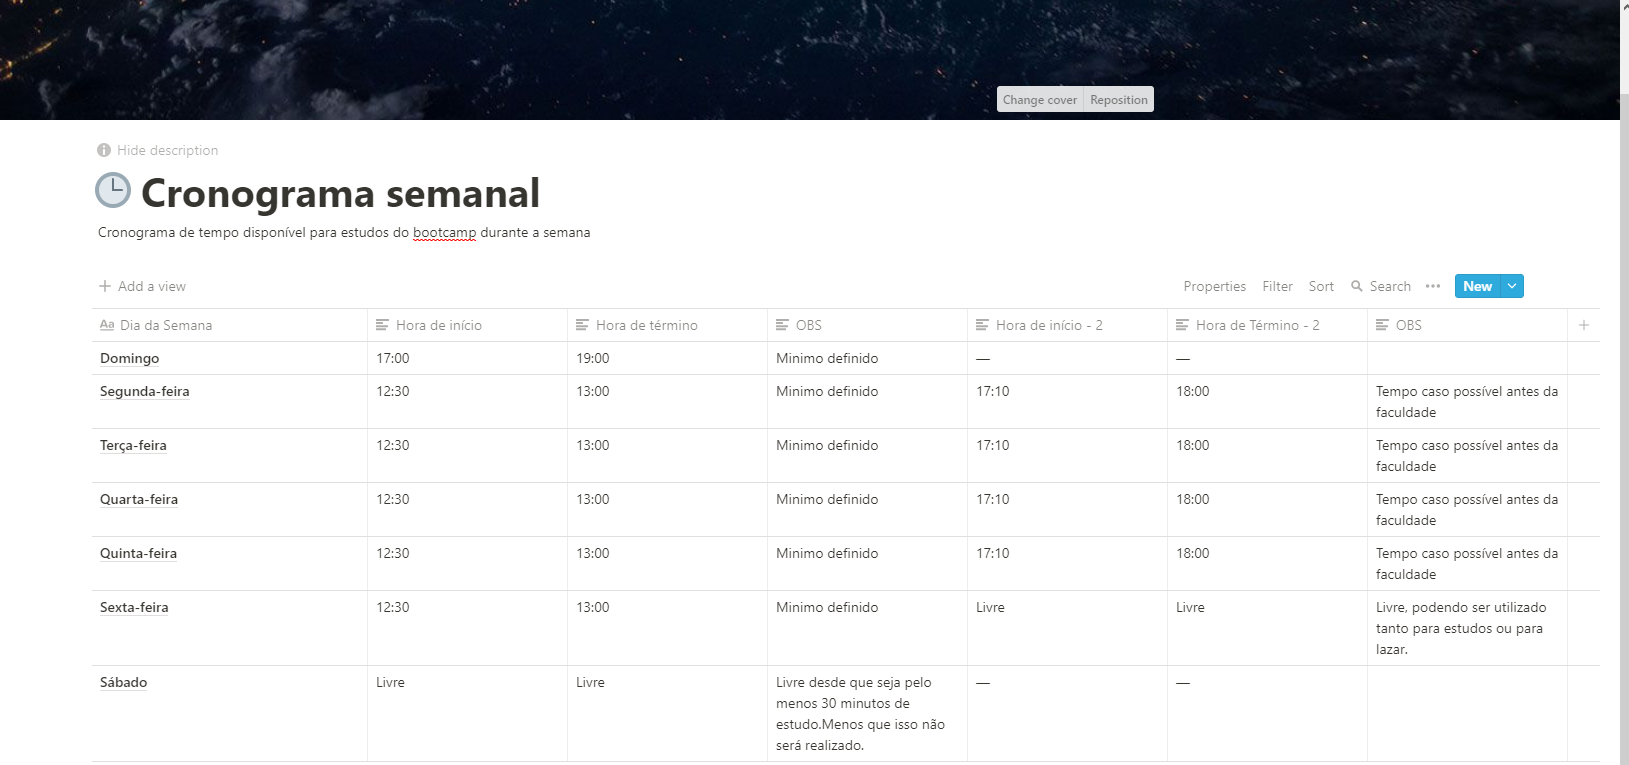 Change cover Reposition
Hide description
Cronograma semanal
Cronograma de tempo disponível para estudos do bootcamp durante a semana
Add a view Properties Filter Sort Search New
Aa Dia da Semana Hora de início Hora de término OBS Hora de início - 2 Hora de Término - 2 OBS
Domingo 17:00 19:00 Minimo definido — —
Segunda-feira 12:30 13:00 Minimo definido 17:10 18:00 Tempo caso possível antes da
faculdade
Terça-feira 12:30 13:00 Minimo definido 17:10 18:00 Tempo caso possível antes da
faculdade
Quarta-feira 12:30 13:00 Minimo definido 17:10 18:00 Tempo caso possível antes da
faculdade
Quinta-feira 12:30 13:00 Minimo definido 17:10 18:00 Tempo caso possível antes da
faculdade
Sexta-feira 12:30 13:00 Minimo definido Livre Livre Livre, podendo ser utilizado
tanto para estudos ou para
lazar.
Sábado Livre Livre Livre desde que seja pelo — —
menos 30 minutos de
estudo.Menos que isso não
será realizado.